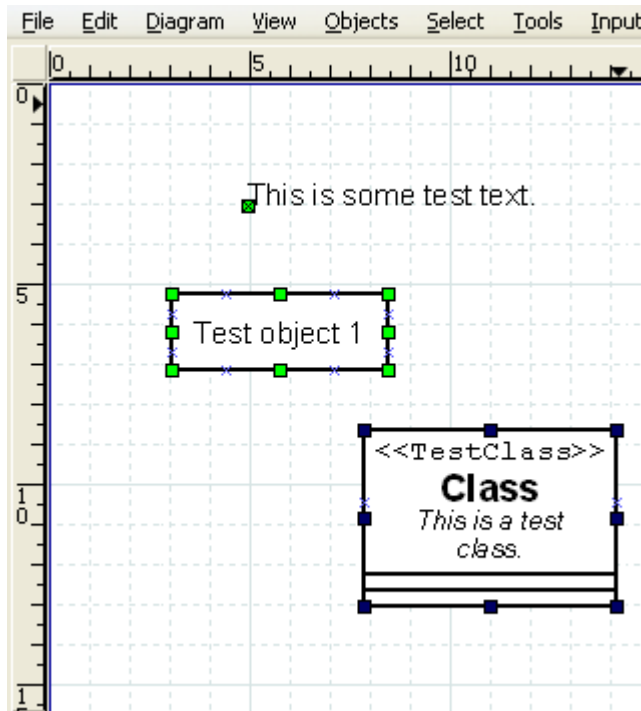 File Edit Diagram View Objects Select Tools Input
0 5 10
0
This is some test text.
5
Test object 1
<<TestClass>>
Class
10
This is a test
class.
1